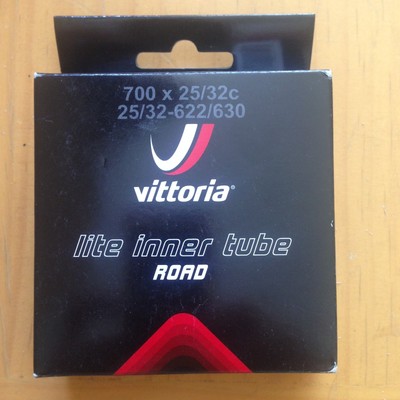 700 x 25/32c
25/32-622/630
vittoria®
lite inner tube
ROAD